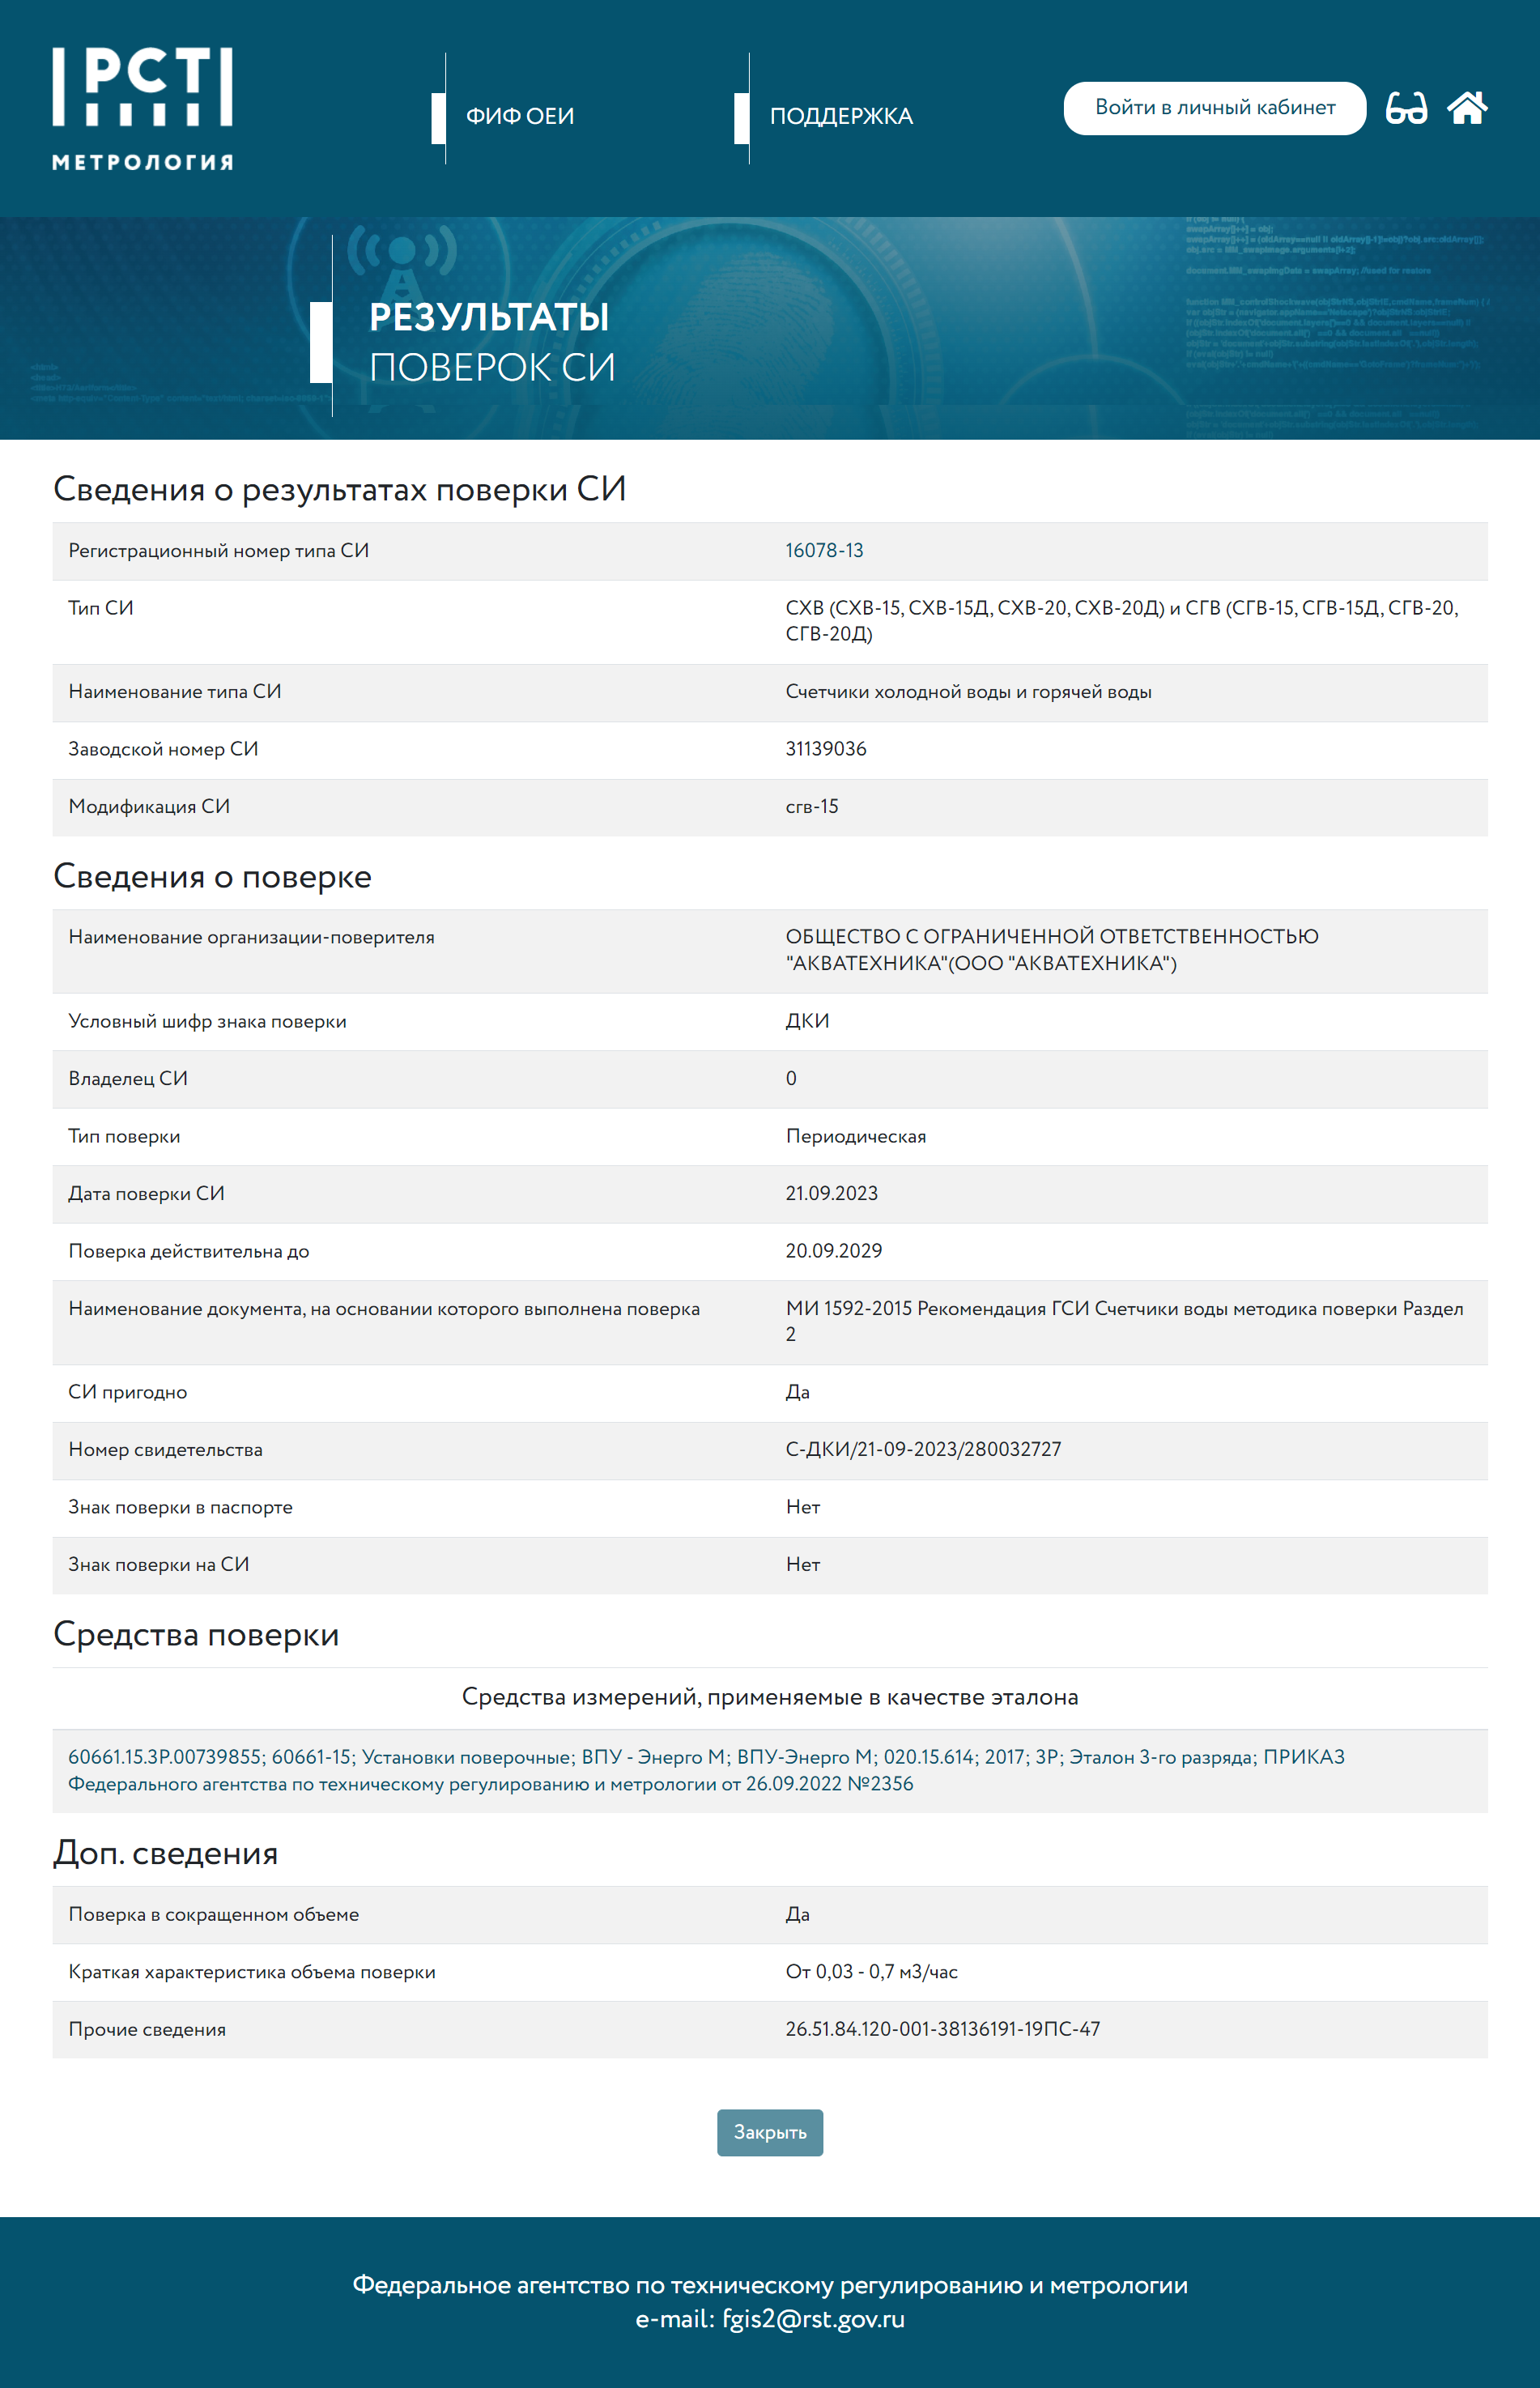 РСТ
МЕТРОЛОГИЯ
ФИФ ОЕИ
ПОДДЕРЖКА
Войти в личный кабинет
РЕЗУЛЬТАТЫ
ПОВЕРОК СИ
Сведения о результатах поверки СИ
Регистрационный номер типа СИ
16078-13
Тип СИ
СХВ (СХВ-15, СХВ-15Д, СХВ-20, СХВ-20Д) и СГВ (СГВ-15, СГВ-15Д, СГВ-20,
СГВ-20Д)
Наименование типа СИ
Счетчики холодной воды и горячей воды
Заводской номер СИ
31139036
Модификация СИ
сгв-15
Сведения о поверке
Наименование организации-поверителя
ОБЩЕСТВО С ОГРАНИЧЕННОЙ ОТВЕТСТВЕННОСТЬЮ
"АКВАТЕХНИКА"(ООО "АКВАТЕХНИКА")
Условный шифр знака поверки
ДКИ
Владелец СИ
0
Тип поверки
Периодическая
Дата поверки СИ
21.09.2023
Поверка действительна до
20.09.2029
Наименование документа, на основании которого выполнена поверка
МИ 1592-2015 Рекомендация ГСИ Счетчики воды методика поверки Раздел
2
СИ пригодно
Да
Номер свидетельства
С-ДКИ/21-09-2023/280032727
Знак поверки в паспорте
Нет
Знак поверки на СИ
Нет
Средства поверки
Средства измерений, применяемые в качестве эталона
60661.15.3Р.00739855; 60661-15; Установки поверочные; ВПУ - Энерго М; ВПУ-Энерго М; 020.15.614; 2017; 3Р; Эталон 3-го разряда; ПРИКАЗ
Федерального агентства по техническому регулированию и метрологии от 26.09.2022 №2356
Доп. сведения
Поверка в сокращенном объеме
Да
Краткая характеристика объема поверки
От 0,03 - 0,7 м3/час
Прочие сведения
26.51.84.120-001-38136191-19ПС-47
Закрыть
Федеральное агентство по техническому регулированию и метрологии
e-mail: fgis2@rst.gov.ru